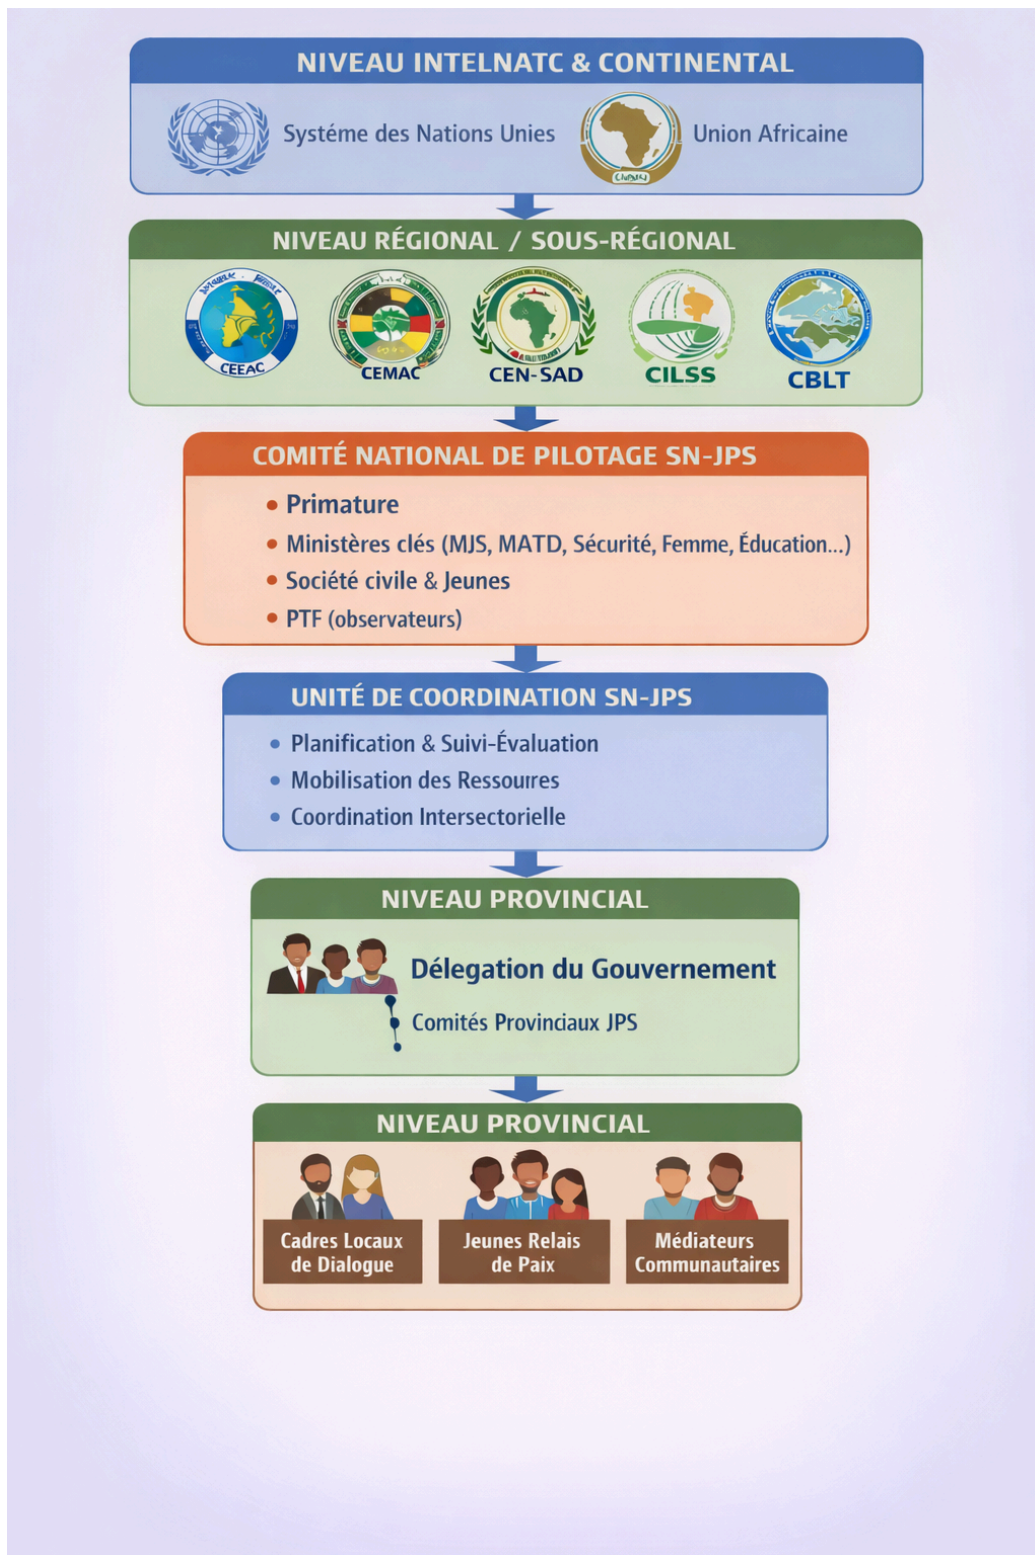 NIVEAU INTELNATC & CONTINENTAL
Systéme des Nations Unies
Union Africaine
NIVEAU RÉGIONAL / SOUS-RÉGIONAL
CEEAC
CEMAC
CEN-SAD
CILSS
CBLT
COMITÉ NATIONAL DE PILOTAGE SN-JPS
• Primature
• Ministères clés (MJS, MATD, Sécurité, Femme, Éducation...)
• Société civile & Jeunes
• PTF (observateurs)
UNITÉ DE COORDINATION SN-JPS
• Planification & Suivi-Évaluation
• Mobilisation des
• Coordination Intersectorielle
NIVEAU PROVINCIAL
Délegation du Gouvernement
Comités Provinciaux JPS
NIVEAU PROVINCIAL
Cadres Locaux
de Dialogue
Jeunes Relais
de Paix
Médiateurs
Communautaires